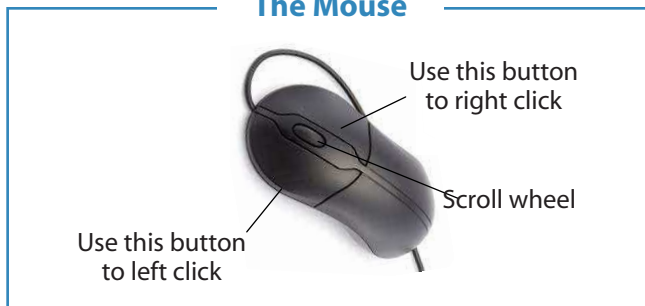 The Mouse
Use this button
to right click
Scroll wheel
Use this button
to left click